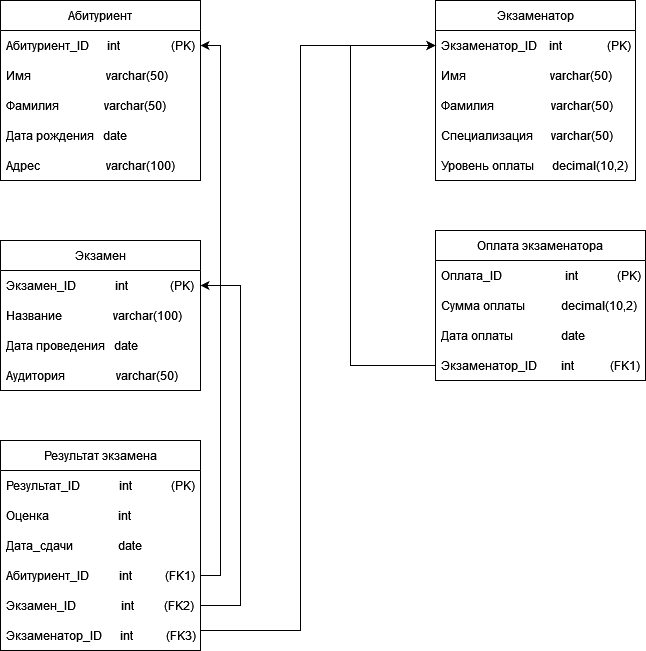 Абитуриент
Абитуриент_ID int (PK)
Имя varchar(50)
Фамилия varchar(50)
Дата рождения date
Адрес varchar(100)
Экзаменатор
Экзаменатор_ID int (PK)
Имя varchar(50)
Фамилия varchar(50)
Специализация varchar(50)
Уровень оплаты decimal(10,2)
Экзамен
Экзамен_ID int (PK)
Название varchar(100)
Дата проведения date
Аудитория varchar(50)
Оплата экзаменатора
Оплата_ID int (PK)
Сумма оплаты decimal(10,2)
Дата оплаты date
Экзаменатор_ID int (FK1)
Результат экзамена
Результат_ID int (PK)
Оценка int
Дата_сдачи date
Абитуриент_ID int (FK1)
Экзамен_ID int (FK2)
Экзаменатор_ID int (FK3)